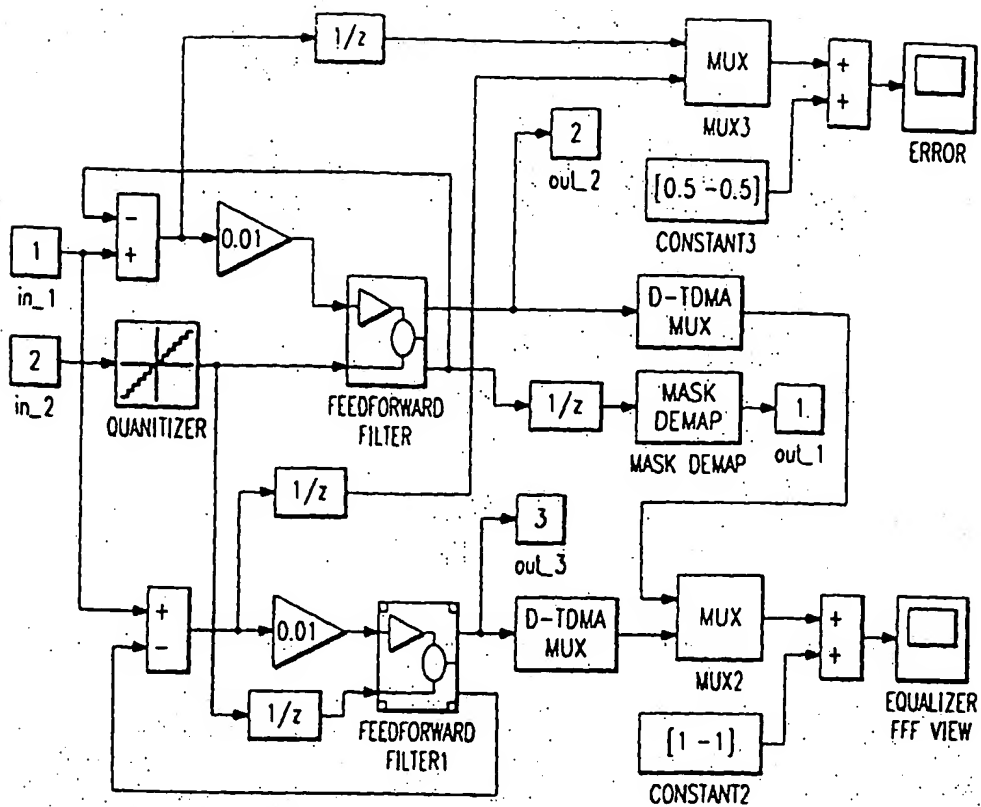 1/z
MUX
MUX3
+
+
ERROR
2
out_2
[0.5 -0.5]
CONSTANT3
-
+
0.01
1
in_1
D-TDMA
MUX
2
in_2
QUANITIZER
FEEDFORWARD
FILTER
1/z
MASK
DEMAP
MASK DEMAP
1
out_1
1/z
3
out_3
+
-
0.01
D-TDMA
MUX
MUX
MUX2
+
+
EQUALIZER
FFF VIEW
1/z
FEEDFORWARD
FILTER1
[1 -1]
CONSTANT2